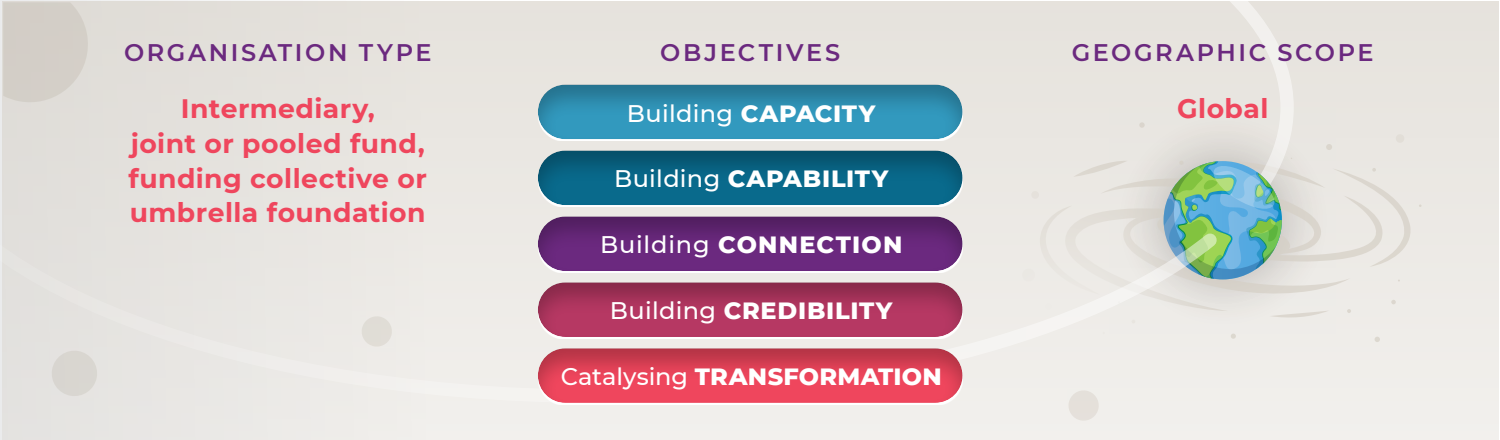 ORGANISATION TYPE
Intermediary,
joint or pooled fund,
funding collective or
umbrella foundation
OBJECTIVES
Building CAPACITY
Building CAPABILITY
Building CONNECTION
Building CREDIBILITY
Catalysing TRANSFORMATION
GEOGRAPHIC SCOPE
Global